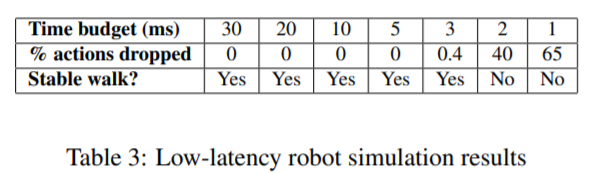 Time budget (ms) 30 20 10 5 3 2 1
% actions dropped 0 0 0 0 0.4 40 65
Stable walk? Yes Yes Yes Yes Yes No No
Table 3: Low-latency robot simulation results